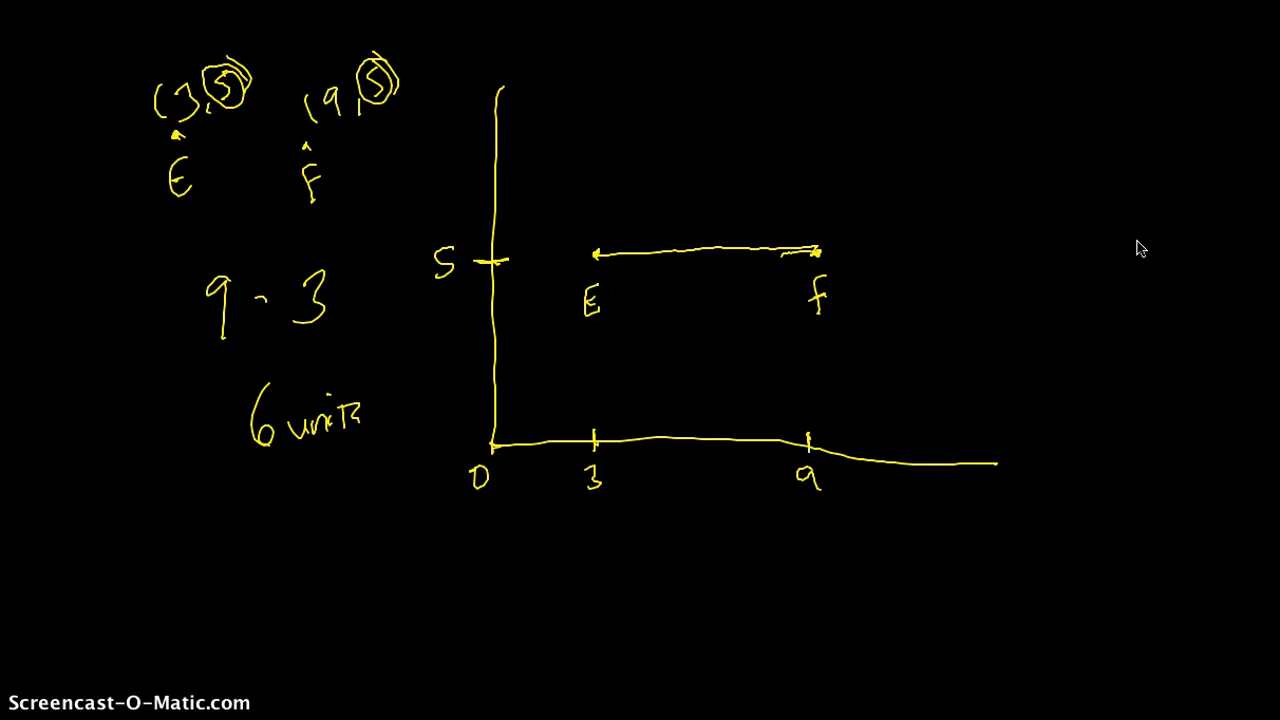 (3,5) (9,5)
E F
9 - 3
6 units
5
E F
0 3 9
Screencast-O-Matic.com